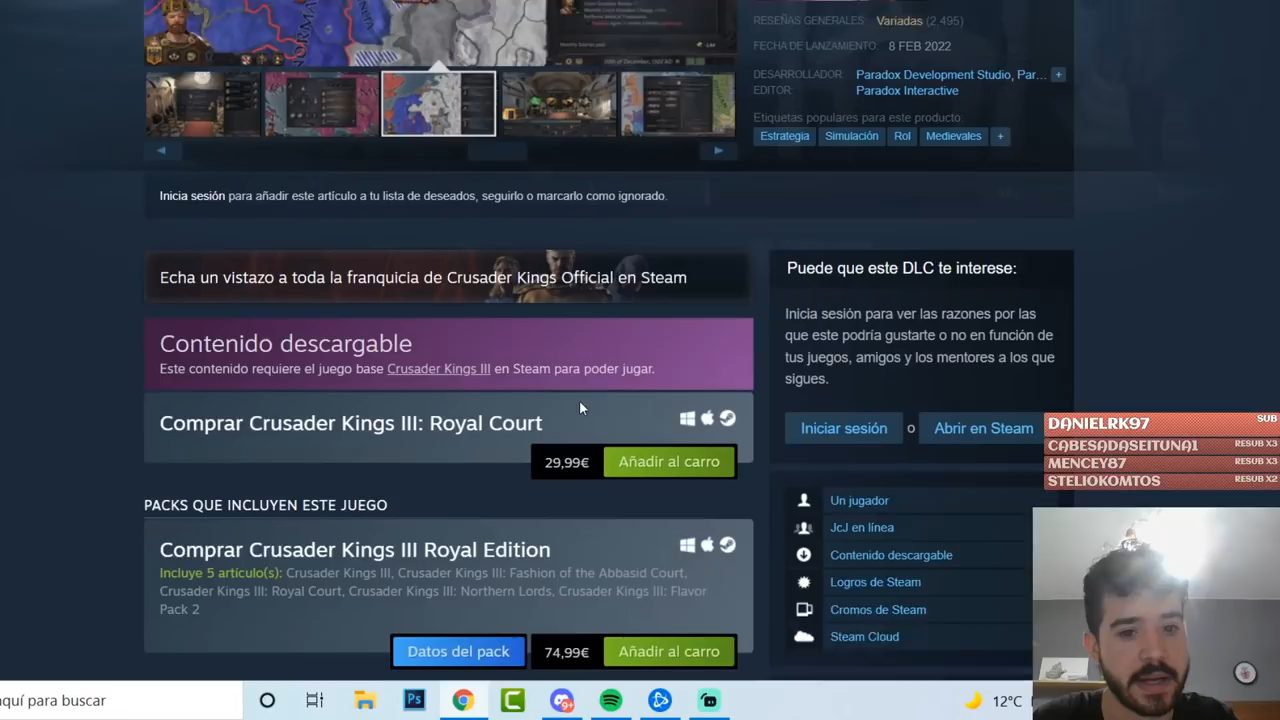 RESEÑAS GENERALES: Variadas (2 495)
FECHA DE LANZAMIENTO: 8 FEB 2022
DESARROLLADOR: Paradox Development Studio, Par... +
EDITOR: Paradox Interactive
Etiquetas populares para este producto:
Estrategia Simulación Rol Medievales +
Inicia sesión para añadir este artículo a tu lista de deseados, seguirlo o marcarlo como ignorado.
Echa un vistazo a toda la franquicia de Crusader Kings Official en Steam
Contenido descargable
Este contenido requiere el juego base Crusader Kings III en Steam para poder jugar.
Comprar Crusader Kings III: Royal Court
29,99€ Añadir al carro
PACKS QUE INCLUYEN ESTE JUEGO
Comprar Crusader Kings III Royal Edition
Incluye 5 artículo(s): Crusader Kings III, Crusader Kings III: Fashion of the Abbasid Court,
Crusader Kings III: Royal Court, Crusader Kings III: Northern Lords, Crusader Kings III: Flavor
Pack 2
Datos del pack 74,99€ Añadir al carro
Puede que este DLC te interese:
Inicia sesión para ver las razones por las
que este podría gustarte o no en función de
tus juegos, amigos y los mentores a los que
sigues.
Iniciar sesión o Abrir en Steam
Un jugador
JcJ en línea
Contenido descargable
Logros de Steam
Cromos de Steam
Steam Cloud
DANIELRK97 SUB
CABESADASEITUNA1 RESUB X3
MENCEY87 RESUB X3
STELIOKOMTOS RESUB X2
aquí para buscar
Ps
9+
12°C